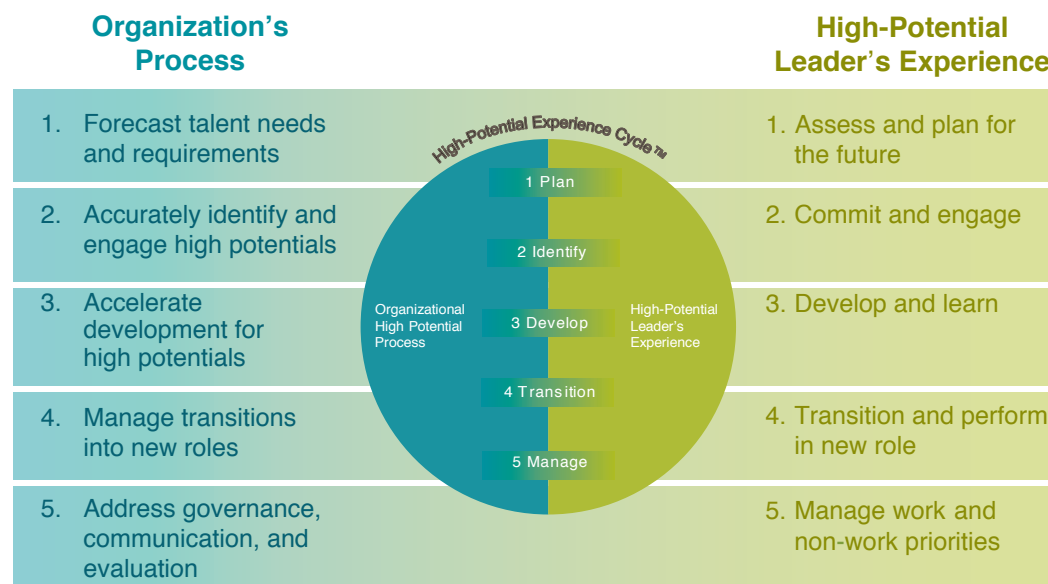 Organization's
Process
High-Potential
Leader's Experience
1. Forecast talent needs
and requirements
2. Accurately identify and
engage high potentials
3. Accelerate
development for
high potentials
4. Manage transitions
into new roles
5. Address governance,
communication, and
evaluation
High-Potential Experience Cycle™
1 Plan
2 Identify
3 Develop
4 Transition
5 Manage
Organizational
High Potential
Process
High-Potential
Leader's
Experience
1. Assess and plan for
the future
2. Commit and engage
3. Develop and learn
4. Transition and perform
in new role
5. Manage work and
non-work priorities